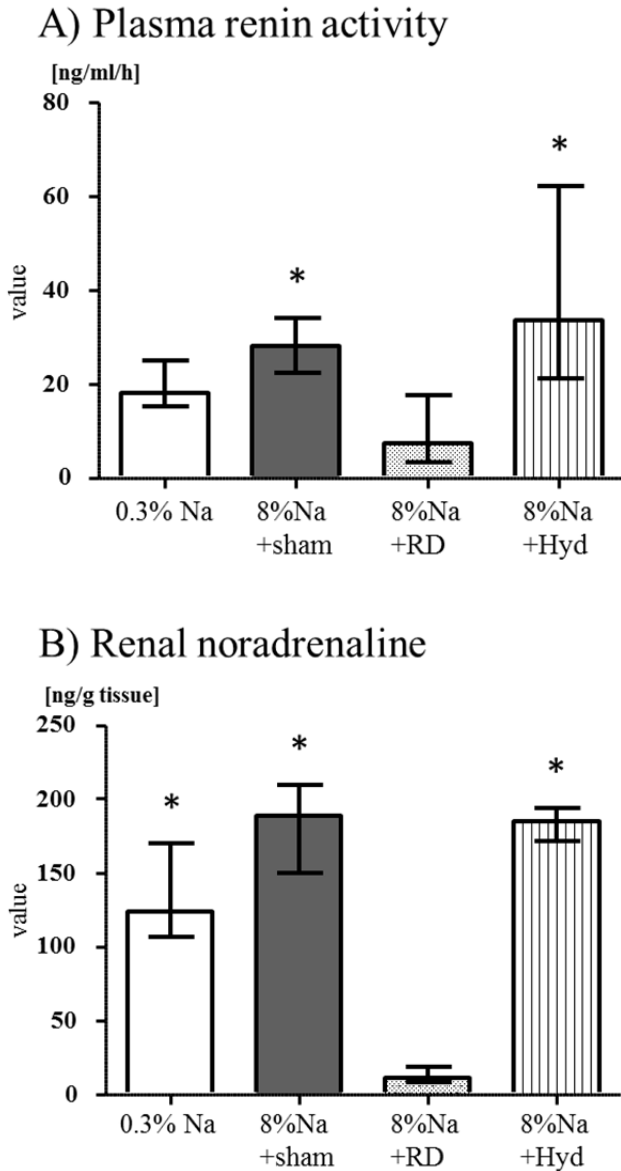 A) Plasma renin activity
[ng/ml/h]
80
60
40
20
0
value
*
*
0.3% Na
8%Na
+sham
8%Na
+RD
8%Na
+Hyd
B) Renal noradrenaline
[ng/g tissue]
250
200
150
100
50
0
value
*
*
*
0.3% Na
8%Na
+sham
8%Na
+RD
8%Na
+Hyd